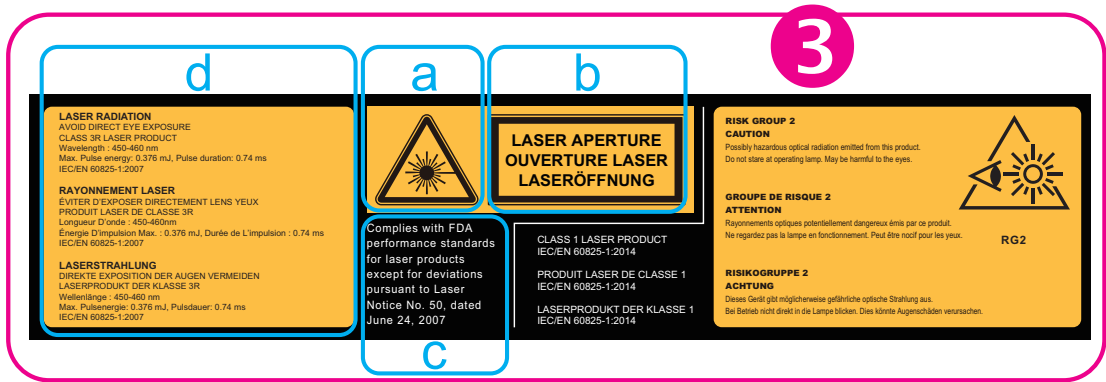 3
d
LASER RADIATION
AVOID DIRECT EYE EXPOSURE
CLASS 3R LASER PRODUCT
Wavelength : 450-460 nm
Max. Pulse energy: 0.376 mJ, Pulse duration: 0.74 ms
IEC/EN 60825-1:2007
RAYONNEMENT LASER
ÉVITER D'EXPOSER DIRECTEMENT LENS YEUX
PRODUIT LASER DE CLASSE 3R
Longueur D'onde : 450-460nm
Énergie D'impulsion Max. : 0.376 mJ, Durée de L'impulsion : 0.74 ms
IEC/EN 60825-1:2007
LASERSTRAHLUNG
DIREKTE EXPOSITION DER AUGEN VERMEIDEN
LASERPRODUKT DER KLASSE 3R
Wellenlänge : 450-460 nm
Max. Pulsenergie: 0.376 mJ, Pulsdauer: 0.74 ms
IEC/EN 60825-1:2007
a
b
LASER APERTURE
OUVERTURE LASER
LASERÖFFNUNG
Complies with FDA
performance standards
for laser products
except for deviations
pursuant to Laser
Notice No. 50, dated
June 24, 2007
c
CLASS 1 LASER PRODUCT
IEC/EN 60825-1:2014
PRODUIT LASER DE CLASSE 1
IEC/EN 60825-1:2014
LASERPRODUKT DER KLASSE 1
IEC/EN 60825-1:2014
RISK GROUP 2
CAUTION
Possibly hazardous optical radiation emitted from this product.
Do not stare at operating lamp. May be harmful to the eyes.
GROUPE DE RISQUE 2
ATTENTION
Rayonnements optiques potentiellement dangereux émis par ce produit.
Ne regardez pas la lampe en fonctionnement. Peut être nocif pour les yeux.
RISIKOGRUPPE 2
ACHTUNG
Dieses Gerät gibt möglicherweise gefährliche optische Strahlung aus.
Bei Betrieb nicht direkt in die Lampe blicken. Dies könnte Augenschäden verursachen.
RG2